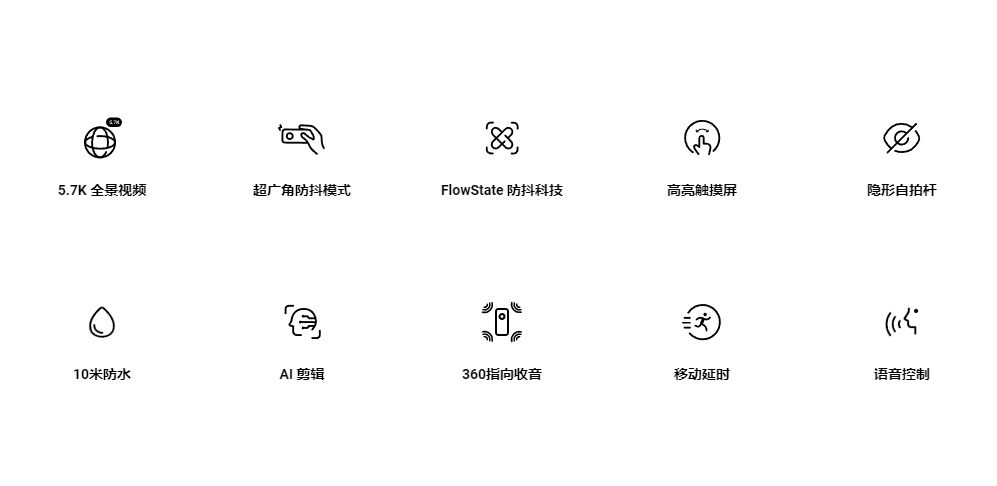 5.7K
5.7K 全景视频
超广角防抖模式
FlowState 防抖科技
高亮触摸屏
隐形自拍杆
10米防水
AI 剪辑
360指向收音
移动延时
语音控制